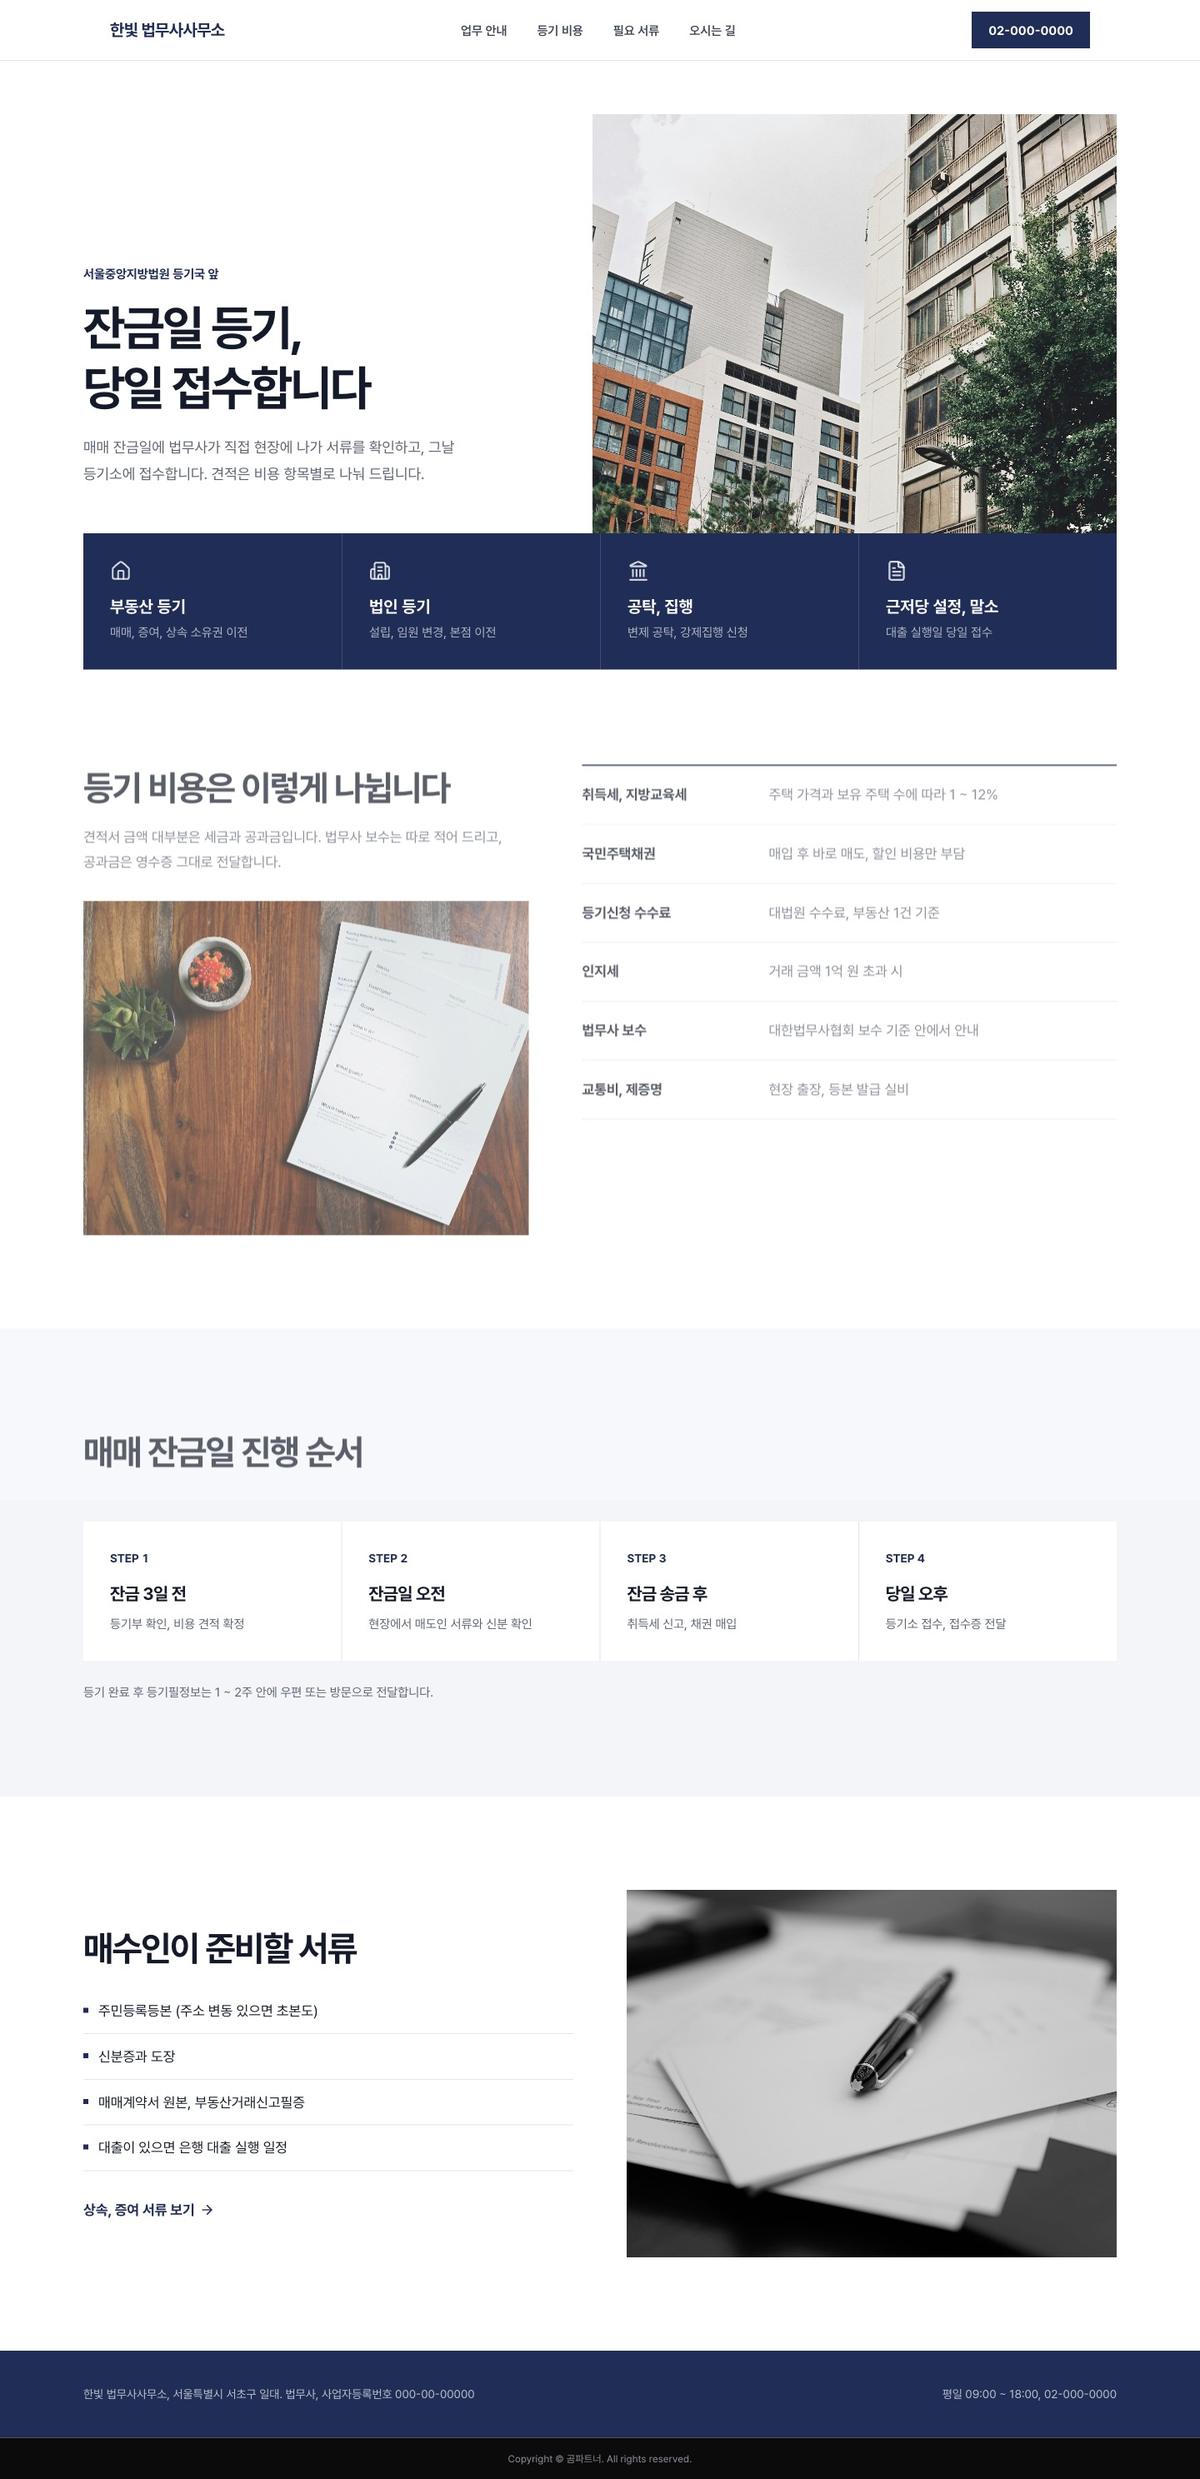 한빛 법무사사무소
업무 안내
등기 비용
필요 서류
오시는 길
02-000-0000
서울중앙지방법원 등기국 앞
잔금일 등기,
당일 접수합니다
매매 잔금일에 법무사가 직접 현장에 나가 서류를 확인하고, 그날
등기소에 접수합니다. 견적은 비용 항목별로 나눠 드립니다.
부동산 등기
매매, 증여, 상속 소유권 이전
법인 등기
설립, 임원 변경, 본점 이전
공탁, 집행
변제 공탁, 강제집행 신청
근저당 설정, 말소
대출 실행일 당일 접수
등기 비용은 이렇게 나뉩니다
견적서 금액 대부분은 세금과 공과금입니다. 법무사 보수는 따로 적어 드리고,
공과금은 영수증 그대로 전달합니다.
취득세, 지방교육세
주택 가격과 보유 주택 수에 따라 1 ~ 12%
국민주택채권
매입 후 바로 매도, 할인 비용만 부담
등기신청 수수료
대법원 수수료, 부동산 1건 기준
인지세
거래 금액 1억 원 초과 시
법무사 보수
대한법무사협회 보수 기준 안에서 안내
교통비, 제증명
현장 출장, 등본 발급 실비
매매 잔금일 진행 순서
STEP 1
잔금 3일 전
등기부 확인, 비용 견적 확정
STEP 2
잔금일 오전
현장에서 매도인 서류와 신분 확인
STEP 3
잔금 송금 후
취득세 신고, 채권 매입
STEP 4
당일 오후
등기소 접수, 접수증 전달
등기 완료 후 등기필정보는 1 ~ 2주 안에 우편 또는 방문으로 전달합니다.
매수인이 준비할 서류
주민등록등본 (주소 변동 있으면 초본도)
신분증과 도장
매매계약서 원본, 부동산거래신고필증
대출이 있으면 은행 대출 실행 일정
상속, 증여 서류 보기 →
한빛 법무사사무소, 서울특별시 서초구 일대. 법무사, 사업자등록번호 000-00-00000
평일 09:00 ~ 18:00, 02-000-0000
Copyright © 곰파트너. All rights reserved.